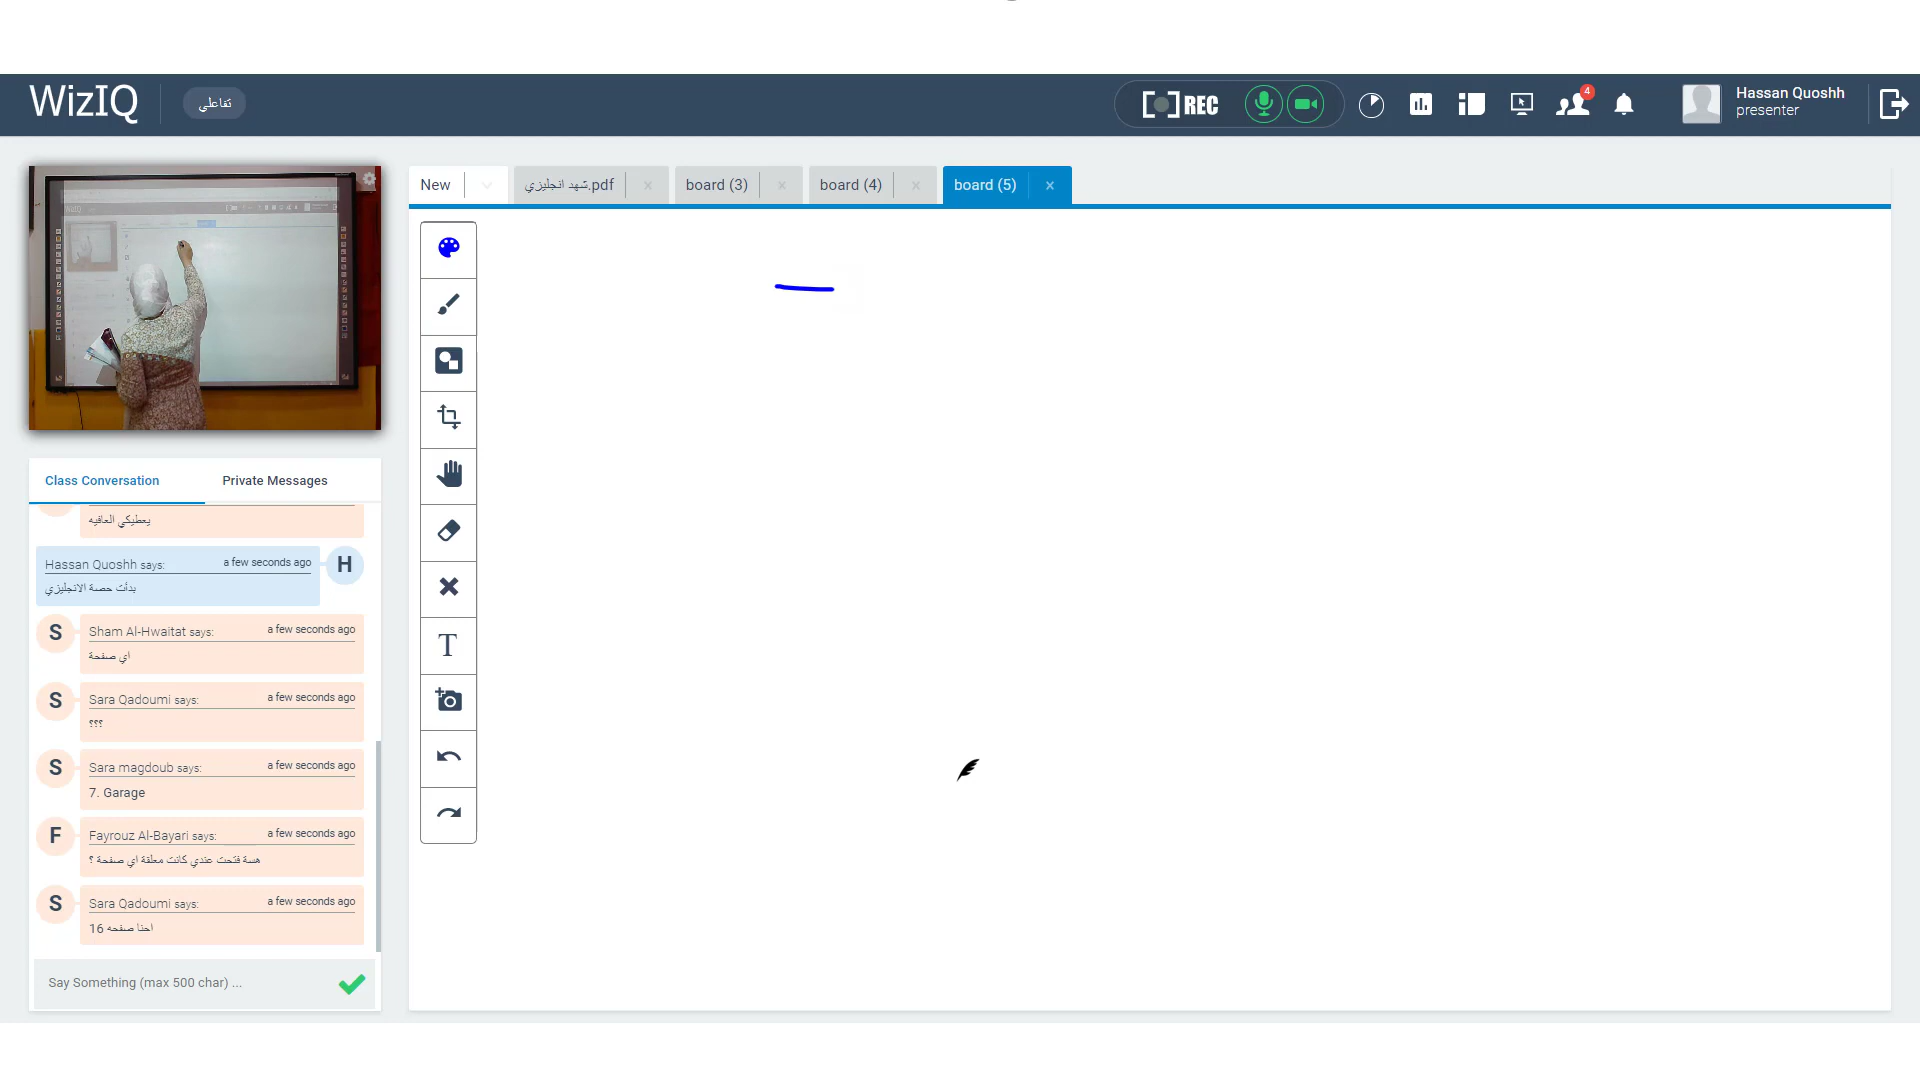 WizIQ
تفاعلي
REC
4
Hassan Quoshh
presenter
New
شهد انجليزي.pdf
board (3)
board (4)
board (5)
Class Conversation
Private Messages
يعطيكي العافيه
Hassan Quoshh says:
a few seconds ago
H
بدأت حصة الانجليزي
S
Sham Al-Hwaitat says:
a few seconds ago
اي صفحة
S
Sara Qadoumi says:
a few seconds ago
؟؟؟
S
Sara magdoub says:
a few seconds ago
7. Garage
F
Fayrouz Al-Bayari says:
a few seconds ago
هسة فتحت عندي كانت معلقة اي صفحة ؟
S
Sara Qadoumi says:
a few seconds ago
احنا صفحه 16
Say Something (max 500 char) ...
T